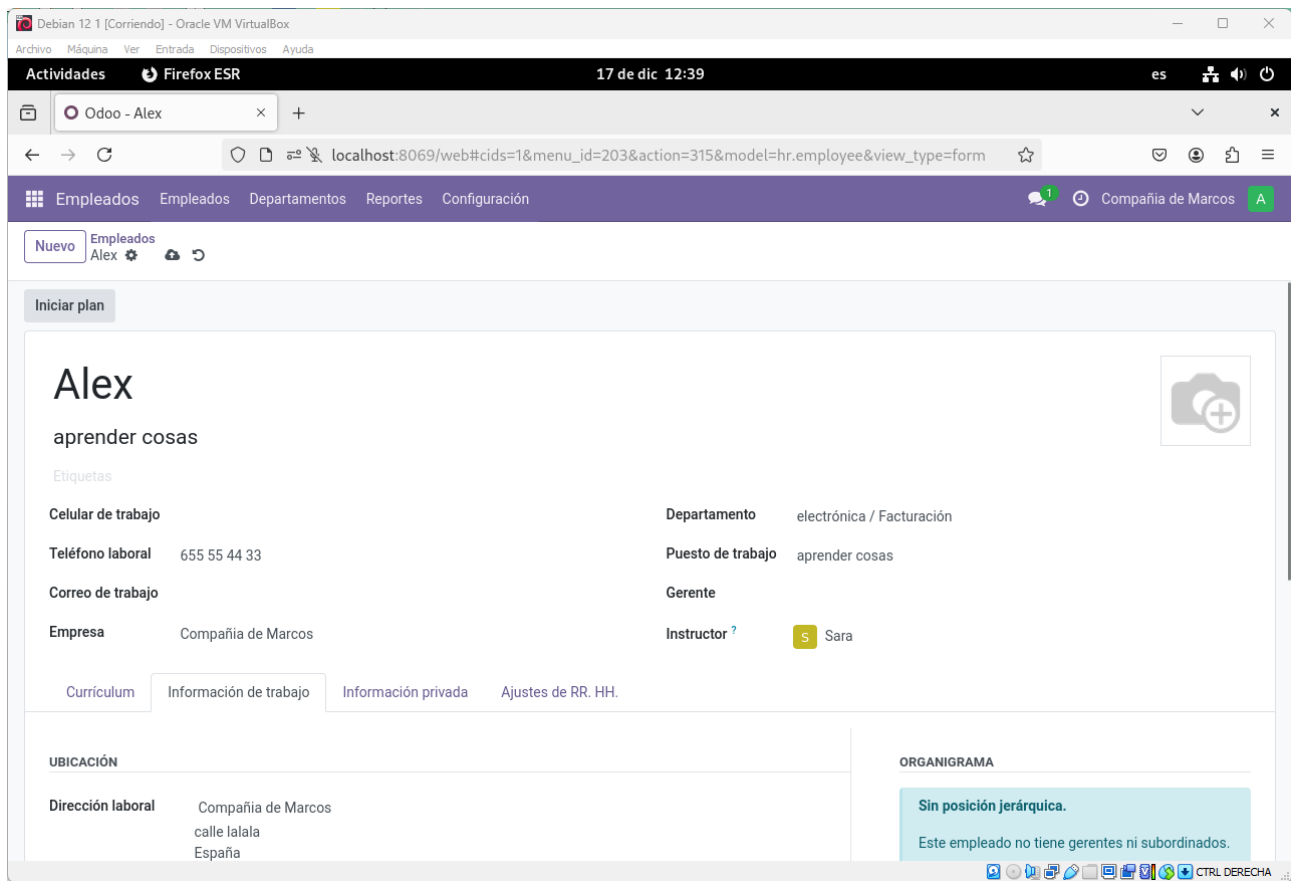 Debian 12 1 [Corriendo] - Oracle VM VirtualBox
Archivo Máquina Ver Entrada Dispositivos Ayuda
Actividades Firefox ESR 17 de dic 12:39 es
Odoo - Alex
localhost:8069/web#cids=1&menu_id=203&action=315&model=hr.employee&view_type=form
Empleados Empleados Departamentos Reportes Configuración 1 Compañia de Marcos A
Nuevo Empleados
Alex
Iniciar plan
Alex
aprender cosas
Etiquetas
Celular de trabajo Departamento electrónica / Facturación
Teléfono laboral 655 55 44 33 Puesto de trabajo aprender cosas
Correo de trabajo Gerente
Empresa Compañia de Marcos Instructor ? S Sara
Currículum Información de trabajo Información privada Ajustes de RR. HH.
UBICACIÓN ORGANIGRAMA
Dirección laboral Compañia de Marcos Sin posición jerárquica.
calle lalala
España Este empleado no tiene gerentes ni subordinados.
CTRL DERECHA